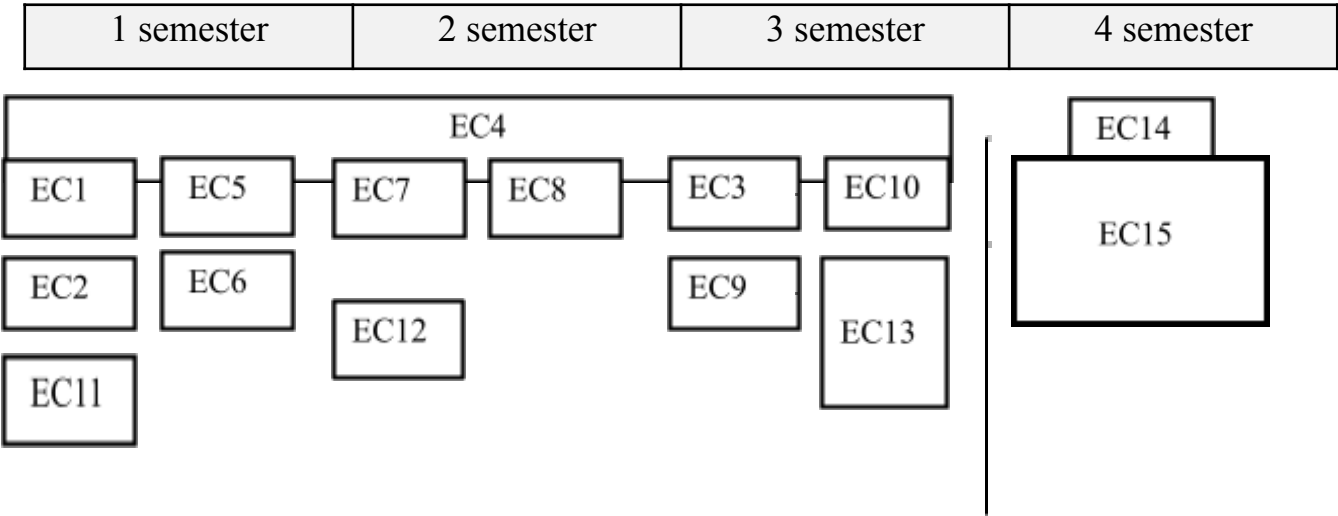 1 semester 2 semester 3 semester 4 semester
EC4 EC14
EC1 EC5 EC7 EC8 EC3 EC10
EC15
EC2 EC6 EC9
EC12 EC13
EC11